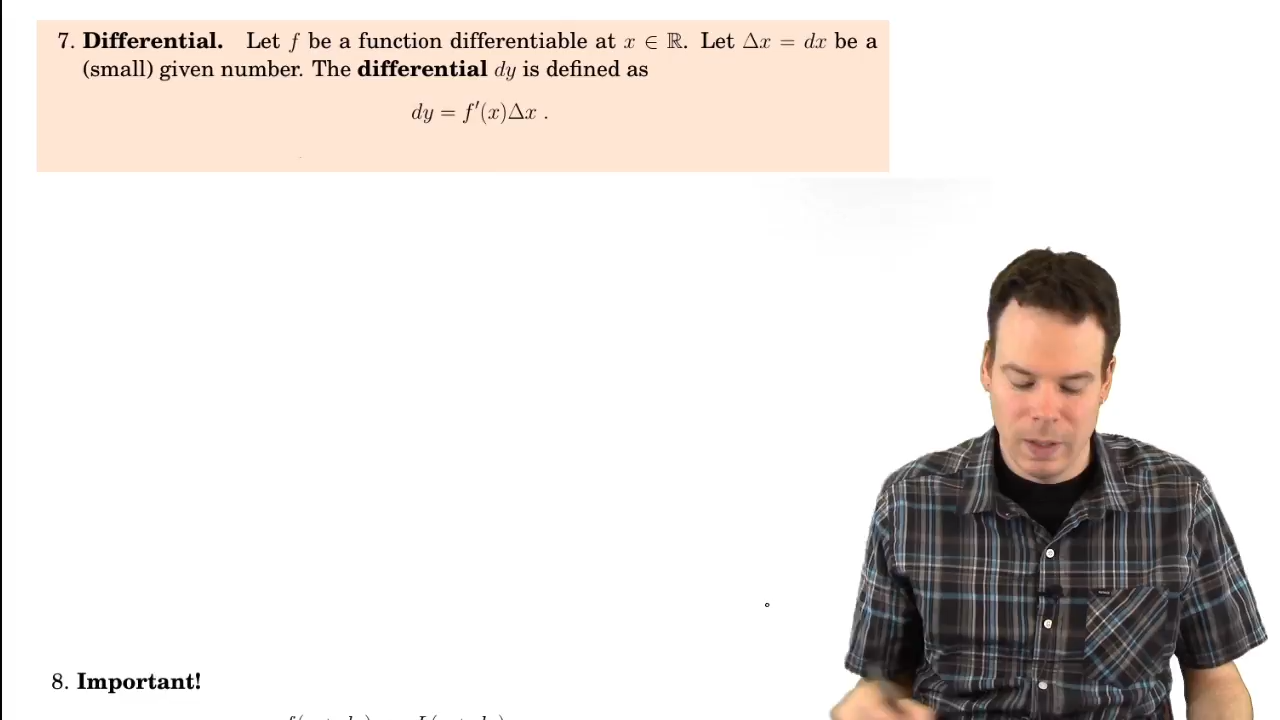 7. Differential. Let f be a function differentiable at x ∈ ℝ. Let Δx = dx be a
(small) given number. The differential dy is defined as
dy = f′(x)Δx .
8. Important!